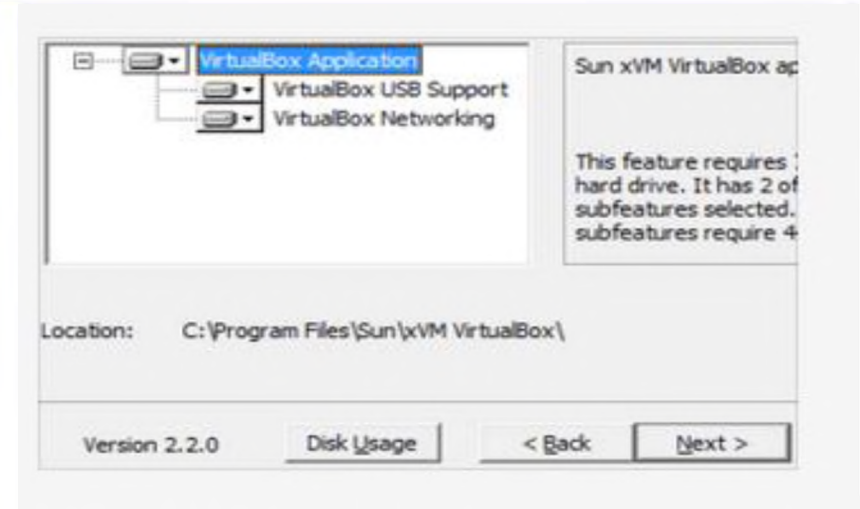 VirtualBox Application
VirtualBox USB Support
VirtualBox Networking
Sun xVM VirtualBox ap
This feature requires
hard drive. It has 2 of
subfeatures selected.
subfeatures require 4
Location: C:\Program Files\Sun\xVM VirtualBox\
Version 2.2.0 Disk Usage < Back Next >